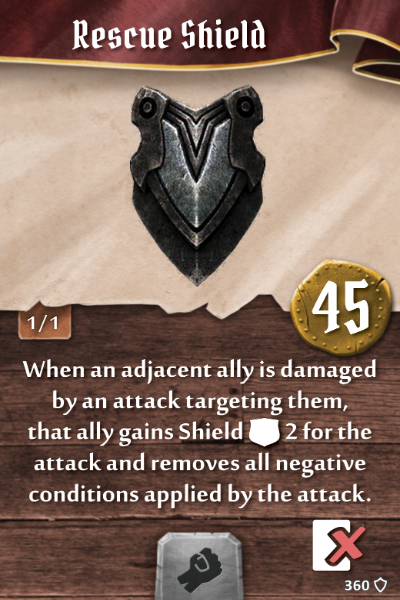 Rescue Shield
45
1/1
When an adjacent ally is damaged
by an attack targeting them,
that ally gains Shield 2 for the
attack and removes all negative
conditions applied by the attack.
360